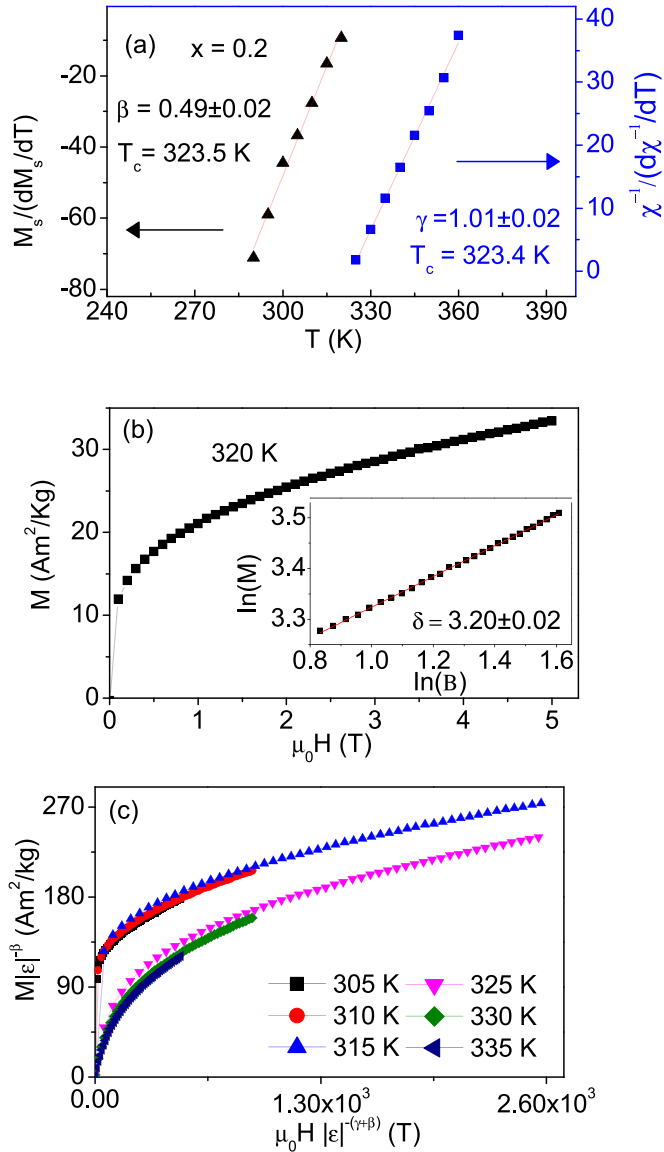 (a)
x = 0.2
β = 0.49±0.02
T_c = 323.5 K
γ =1.01±0.02
T_c = 323.4 K
0
-20
-40
-60
-80
M_s/(dM_s/dT)
40
30
20
10
0
χ⁻¹/(dχ⁻¹/dT)
240 270 300 330 360 390
T (K)
(b)
320 K
30
20
10
0
M (Am²/Kg)
3.5
3.4
3.3
ln(M)
δ = 3.20±0.02
0.8 1.0 1.2 1.4 1.6
ln(B)
0 1 2 3 4 5
μ₀H (T)
(c)
270
180
90
0
M|ε|^-β (Am²/kg)
305 K 325 K
310 K 330 K
315 K 335 K
0.00 1.30x10³ 2.60x10³
μ₀H |ε|^-(γ+β) (T)